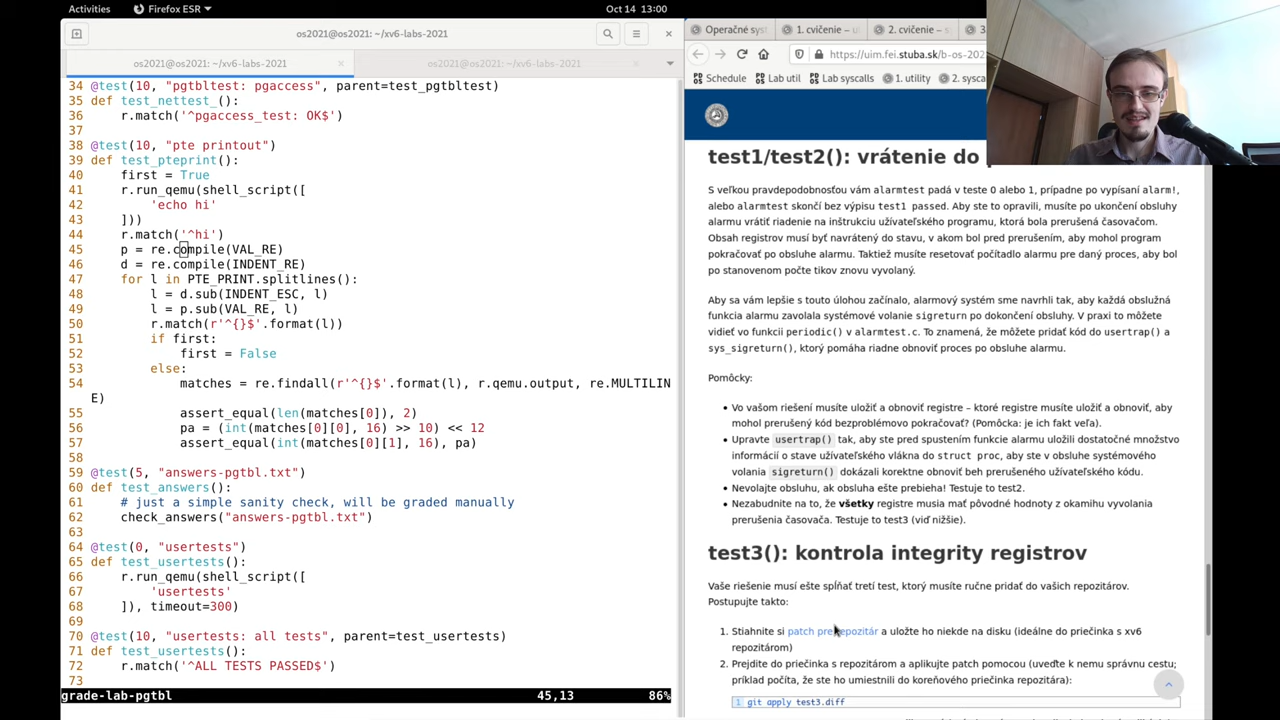 Activities
Firefox ESR
Oct 14 13:00
os2021@os2021: ~/xv6-labs-2021
os2021@os2021: ~/xv6-labs-2021
os2021@os2021: ~/xv6-labs-2021
34 @test(10, "pgtbltest: pgaccess", parent=test_pgtbltest)
35 def test_nettest_():
36     r.match('^pgaccess_test: OK$')
37
38 @test(10, "pte printout")
39 def test_pteprint():
40     first = True
41     r.run_qemu(shell_script([
42         'echo hi'
43     ]))
44     r.match('^hi')
45     p = re.compile(VAL_RE)
46     d = re.compile(INDENT_RE)
47     for l in PTE_PRINT.splitlines():
48         l = d.sub(INDENT_ESC, l)
49         l = p.sub(VAL_RE, l)
50         r.match(r'^{}$'.format(l))
51         if first:
52             first = False
53         else:
54             matches = re.findall(r'^{}$'.format(l), r.qemu.output, re.MULTILIN
E)
55             assert_equal(len(matches[0]), 2)
56             pa = (int(matches[0][0], 16) >> 10) << 12
57             assert_equal(int(matches[0][1], 16), pa)
58
59 @test(5, "answers-pgtbl.txt")
60 def test_answers():
61     # just a simple sanity check, will be graded manually
62     check_answers("answers-pgtbl.txt")
63
64 @test(0, "usertests")
65 def test_usertests():
66     r.run_qemu(shell_script([
67         'usertests'
68     ]), timeout=300)
69
70 @test(10, "usertests: all tests", parent=test_usertests)
71 def test_usertests():
72     r.match('^ALL TESTS PASSED$')
73
grade-lab-pgtbl 45,13 86%
Operačné sys
1. cvičenie – u
2. cvičenie – s
3.
https://uim.fei.stuba.sk/b-os-202
Schedule
Lab util
Lab syscalls
1. utility
2. sysca
test1/test2(): vrátenie do p
S veľkou pravdepodobnosťou vám alarmtest padá v teste 0 alebo 1, prípadne po vypísaní alarm!,
alebo alarmtest skončí bez výpisu test1 passed. Aby ste to opravili, musíte po ukončení obsluhy
alarmu vrátiť riadenie na inštrukciu užívateľského programu, ktorá bola prerušená časovačom.
Obsah registrov musí byť navrátený do stavu, v akom bol pred prerušením, aby mohol program
pokračovať po obsluhe alarmu. Taktiež musíte resetovať počítadlo alarmu pre daný proces, aby bol
po stanovenom počte tikov znovu vyvolaný.
Aby sa vám lepšie s touto úlohou začínalo, alarmový systém sme navrhli tak, aby každá obslužná
funkcia alarmu zavolala systémové volanie sigreturn po dokončení obsluhy. V praxi to môžete
vidieť vo funkcii periodic() v alarmtest.c. To znamená, že môžete pridať kód do usertrap() a
sys_sigreturn(), ktorý pomáha riadne obnoviť proces po obsluhe alarmu.
Pomôcky:
• Vo vašom riešení musíte uložiť a obnoviť registre – ktoré registre musíte uložiť a obnoviť, aby
mohol prerušený kód bezproblémovo pokračovať? (Pomôcka: je ich fakt veľa).
• Upravte usertrap() tak, aby ste pred spustením funkcie alarmu uložili dostatočné množstvo
informácií o stave užívateľského vlákna do struct proc, aby ste v obsluhe systémového
volania sigreturn() dokázali korektne obnoviť beh prerušeného užívateľského kódu.
• Nevolajte obsluhu, ak obsluha ešte prebieha! Testuje to test2.
• Nezabudnite na to, že všetky registre musia mať pôvodné hodnoty z okamihu vyvolania
prerušenia časovača. Testuje to test3 (viď nižšie).
test3(): kontrola integrity registrov
Vaše riešenie musí ešte spĺňať tretí test, ktorý musíte ručne pridať do vašich repozitárov.
Postupujte takto:
1. Stiahnite si patch pre repozitár a uložte ho niekde na disku (ideálne do priečinka s xv6
repozitárom)
2. Prejdite do priečinka s repozitárom a aplikujte patch pomocou (uveďte k nemu správnu cestu;
príklad počíta, že ste ho umiestnili do koreňového priečinka repozitára):
1 git apply test3.diff